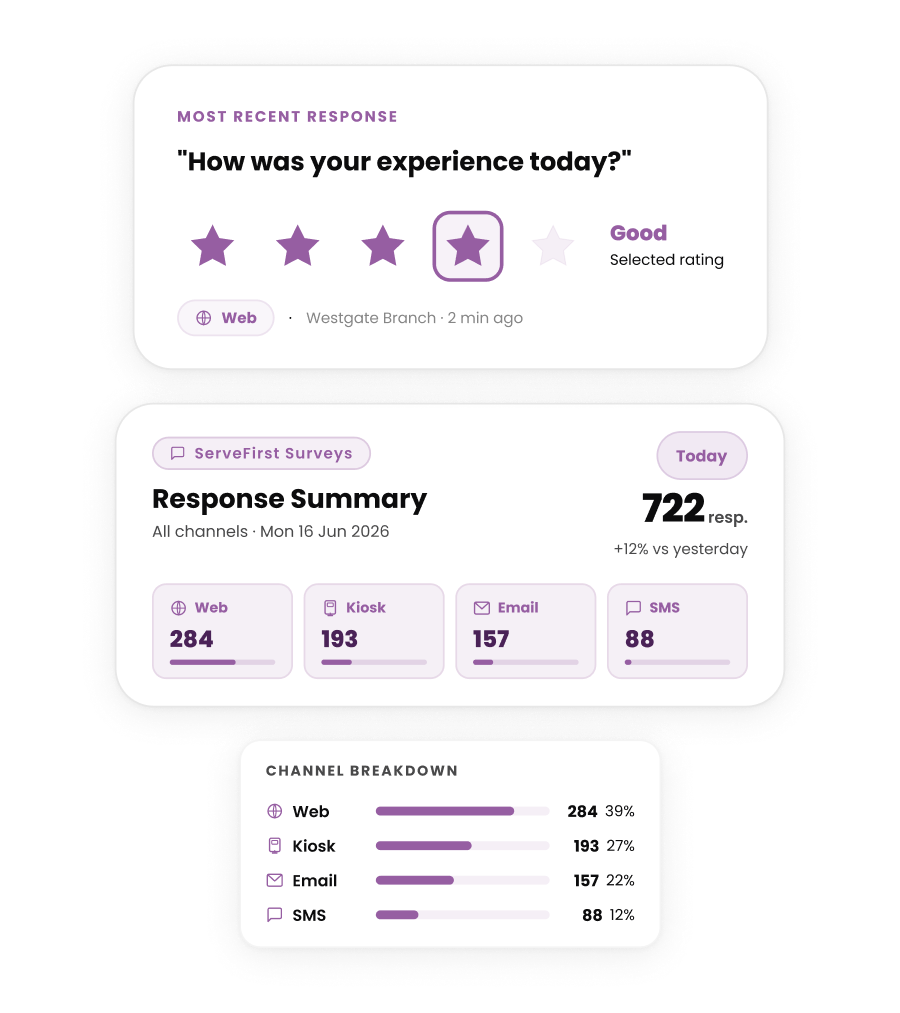 MOST RECENT RESPONSE
"How was your experience today?"
Good
Selected rating
Web · Westgate Branch · 2 min ago
ServeFirst Surveys
Today
Response Summary
722 resp.
All channels · Mon 16 Jun 2026
+12% vs yesterday
Web
284
Kiosk
193
Email
157
SMS
88
CHANNEL BREAKDOWN
Web 284 39%
Kiosk 193 27%
Email 157 22%
SMS 88 12%